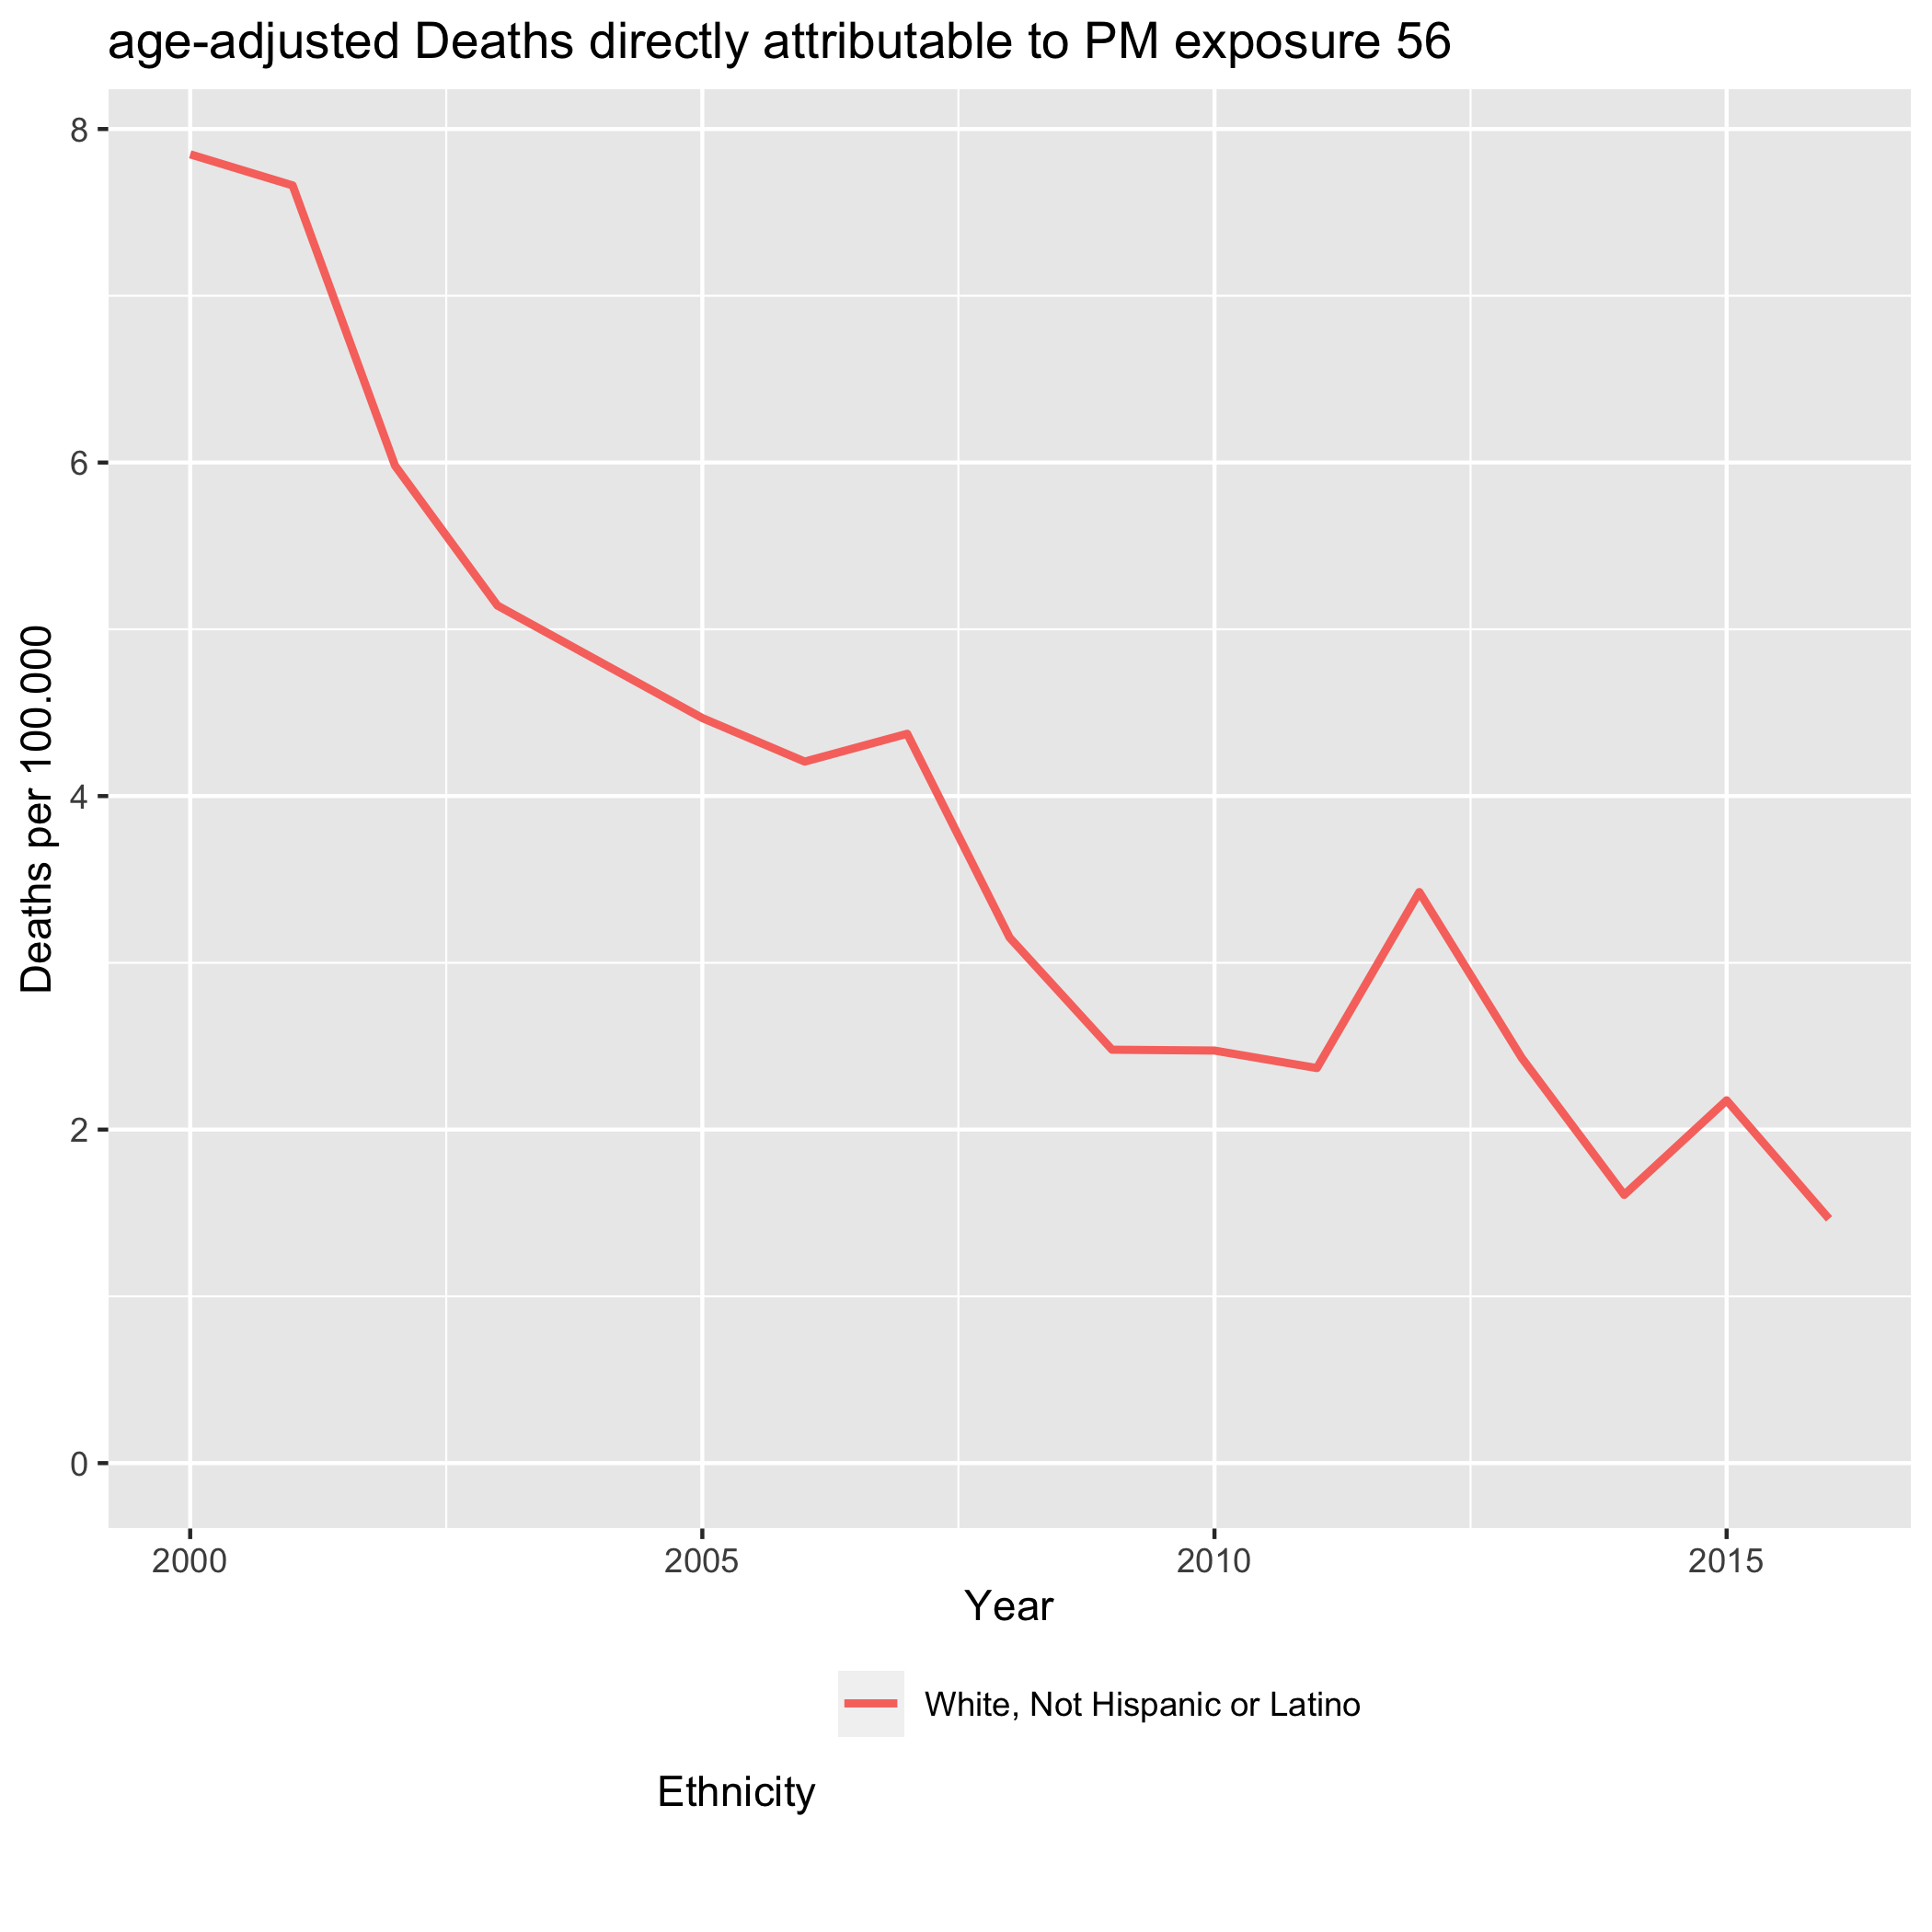 age-adjusted Deaths directly attributable to PM exposure 56
Deaths per 100.000
8
6
4
2
0
2000 2005 2010 2015
Year
White, Not Hispanic or Latino
Ethnicity